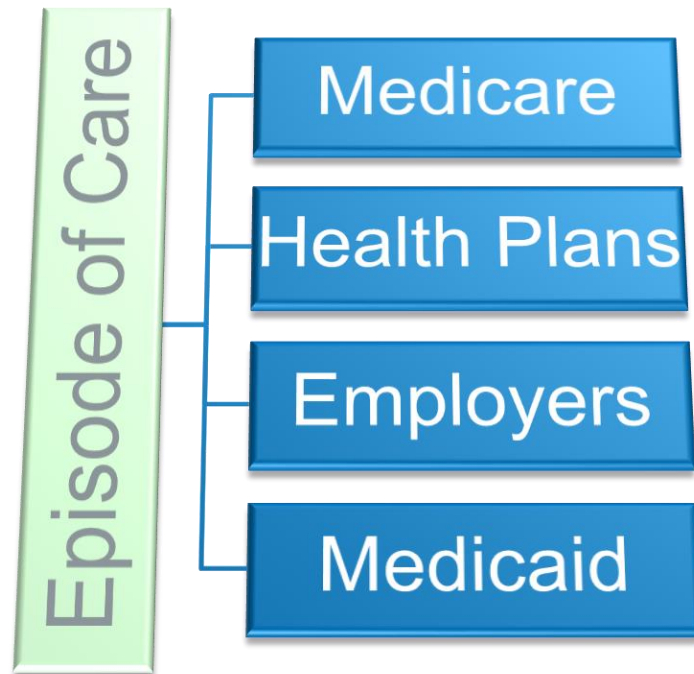 Episode of Care
Medicare
Health Plans
Employers
Medicaid